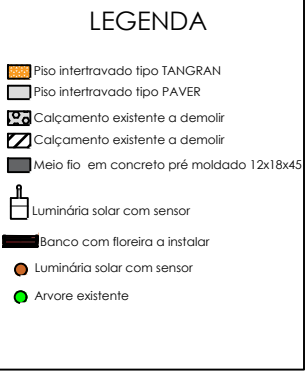 LEGENDA
Piso intertravado tipo TANGRAN
Piso intertravado tipo PAVER
Calçamento existente a demolir
Calçamento existente a demolir
Meio fio em concreto pré moldado 12x18x45
Luminária solar com sensor
Banco com floreira a instalar
Luminária solar com sensor
Arvore existente